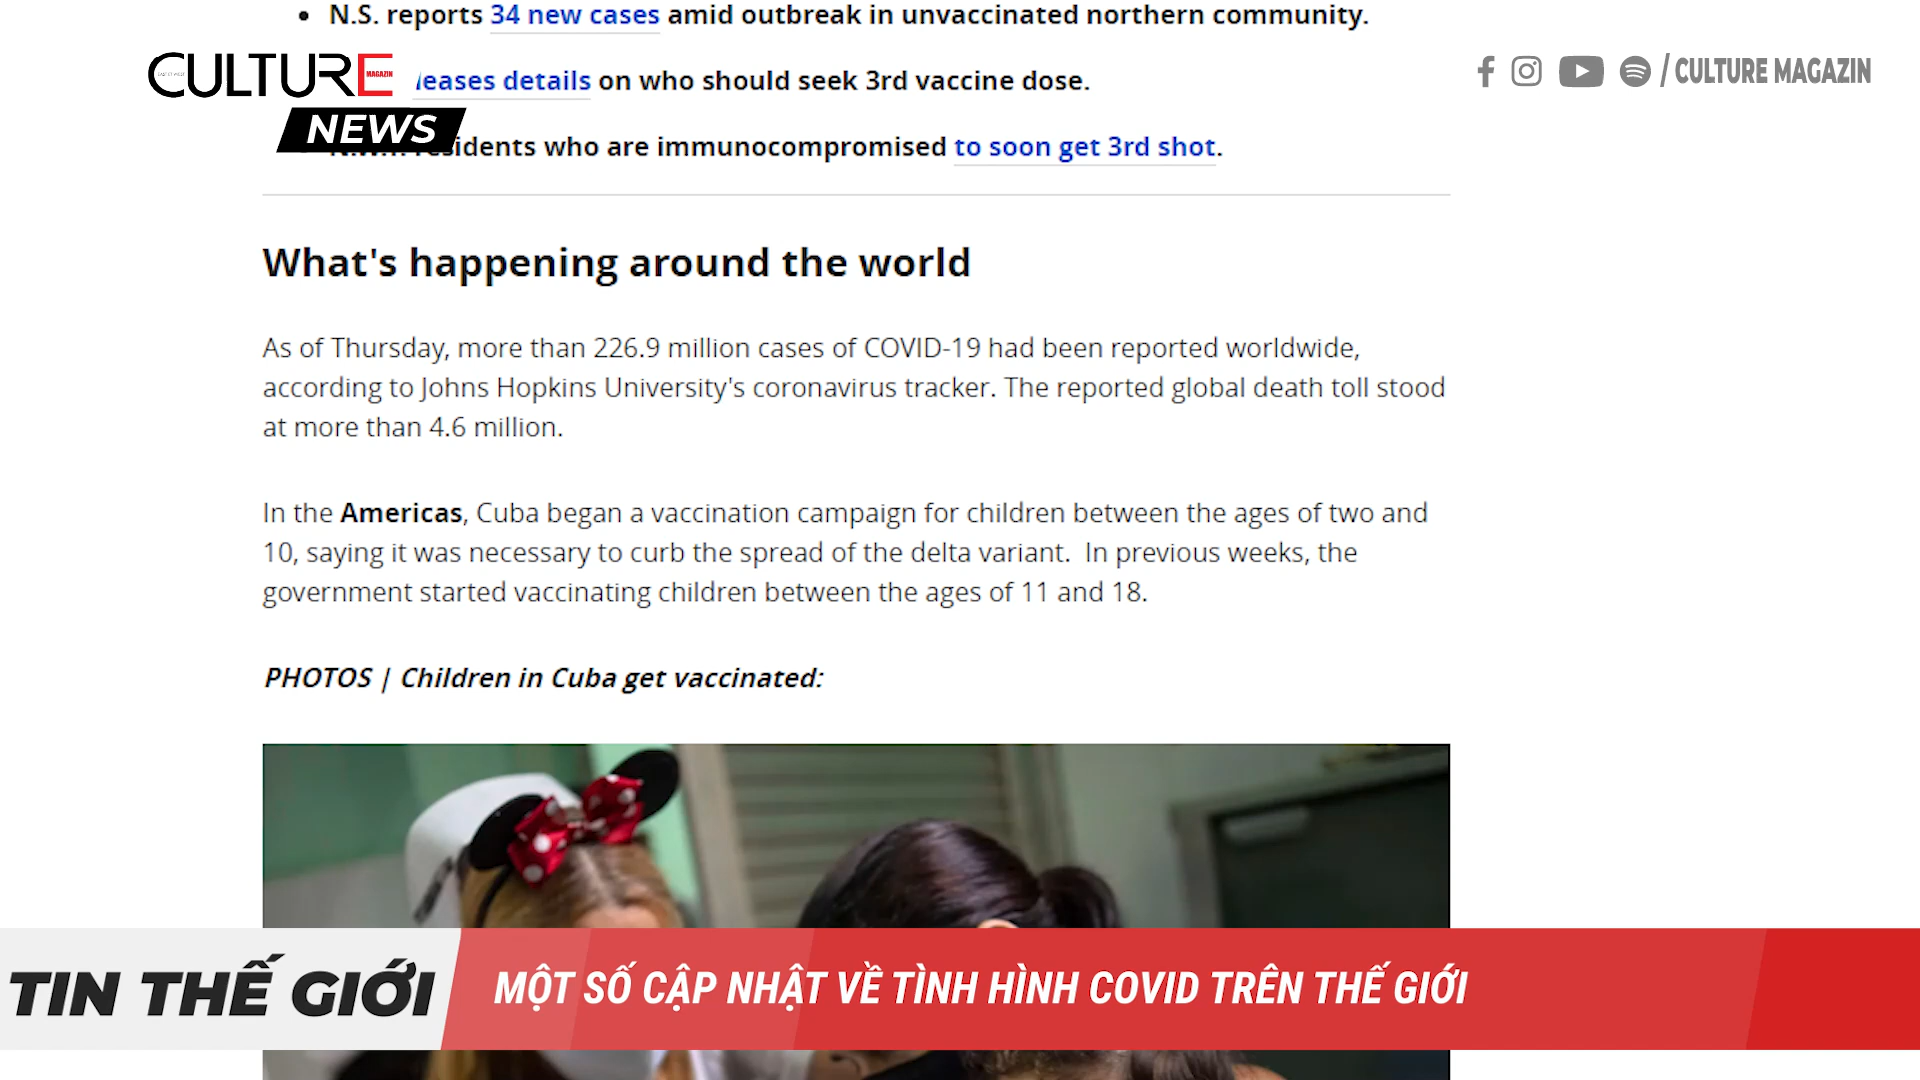 N.S. reports 34 new cases amid outbreak in unvaccinated northern community.
CULTURE
MAGAZIN
NEWS
leases details on who should seek 3rd vaccine dose.
/ CULTURE MAGAZIN
residents who are immunocompromised to soon get 3rd shot.
What's happening around the world
As of Thursday, more than 226.9 million cases of COVID-19 had been reported worldwide,
according to Johns Hopkins University's coronavirus tracker. The reported global death toll stood
at more than 4.6 million.
In the Americas, Cuba began a vaccination campaign for children between the ages of two and
10, saying it was necessary to curb the spread of the delta variant. In previous weeks, the
government started vaccinating children between the ages of 11 and 18.
PHOTOS | Children in Cuba get vaccinated:
TIN THẾ GIỚI
MỘT SỐ CẬP NHẬT VỀ TÌNH HÌNH COVID TRÊN THẾ GIỚI